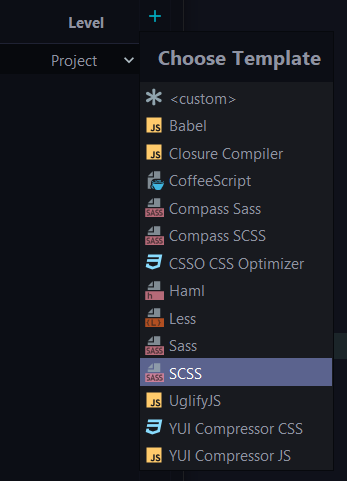 Level
+
Project
Choose Template
<custom>
JS Babel
JS Closure Compiler
CoffeeScript
SASS Compass Sass
SASS Compass SCSS
CSSO CSS Optimizer
h Haml
{L} Less
SASS Sass
SASS SCSS
JS UglifyJS
YUI Compressor CSS
JS YUI Compressor JS